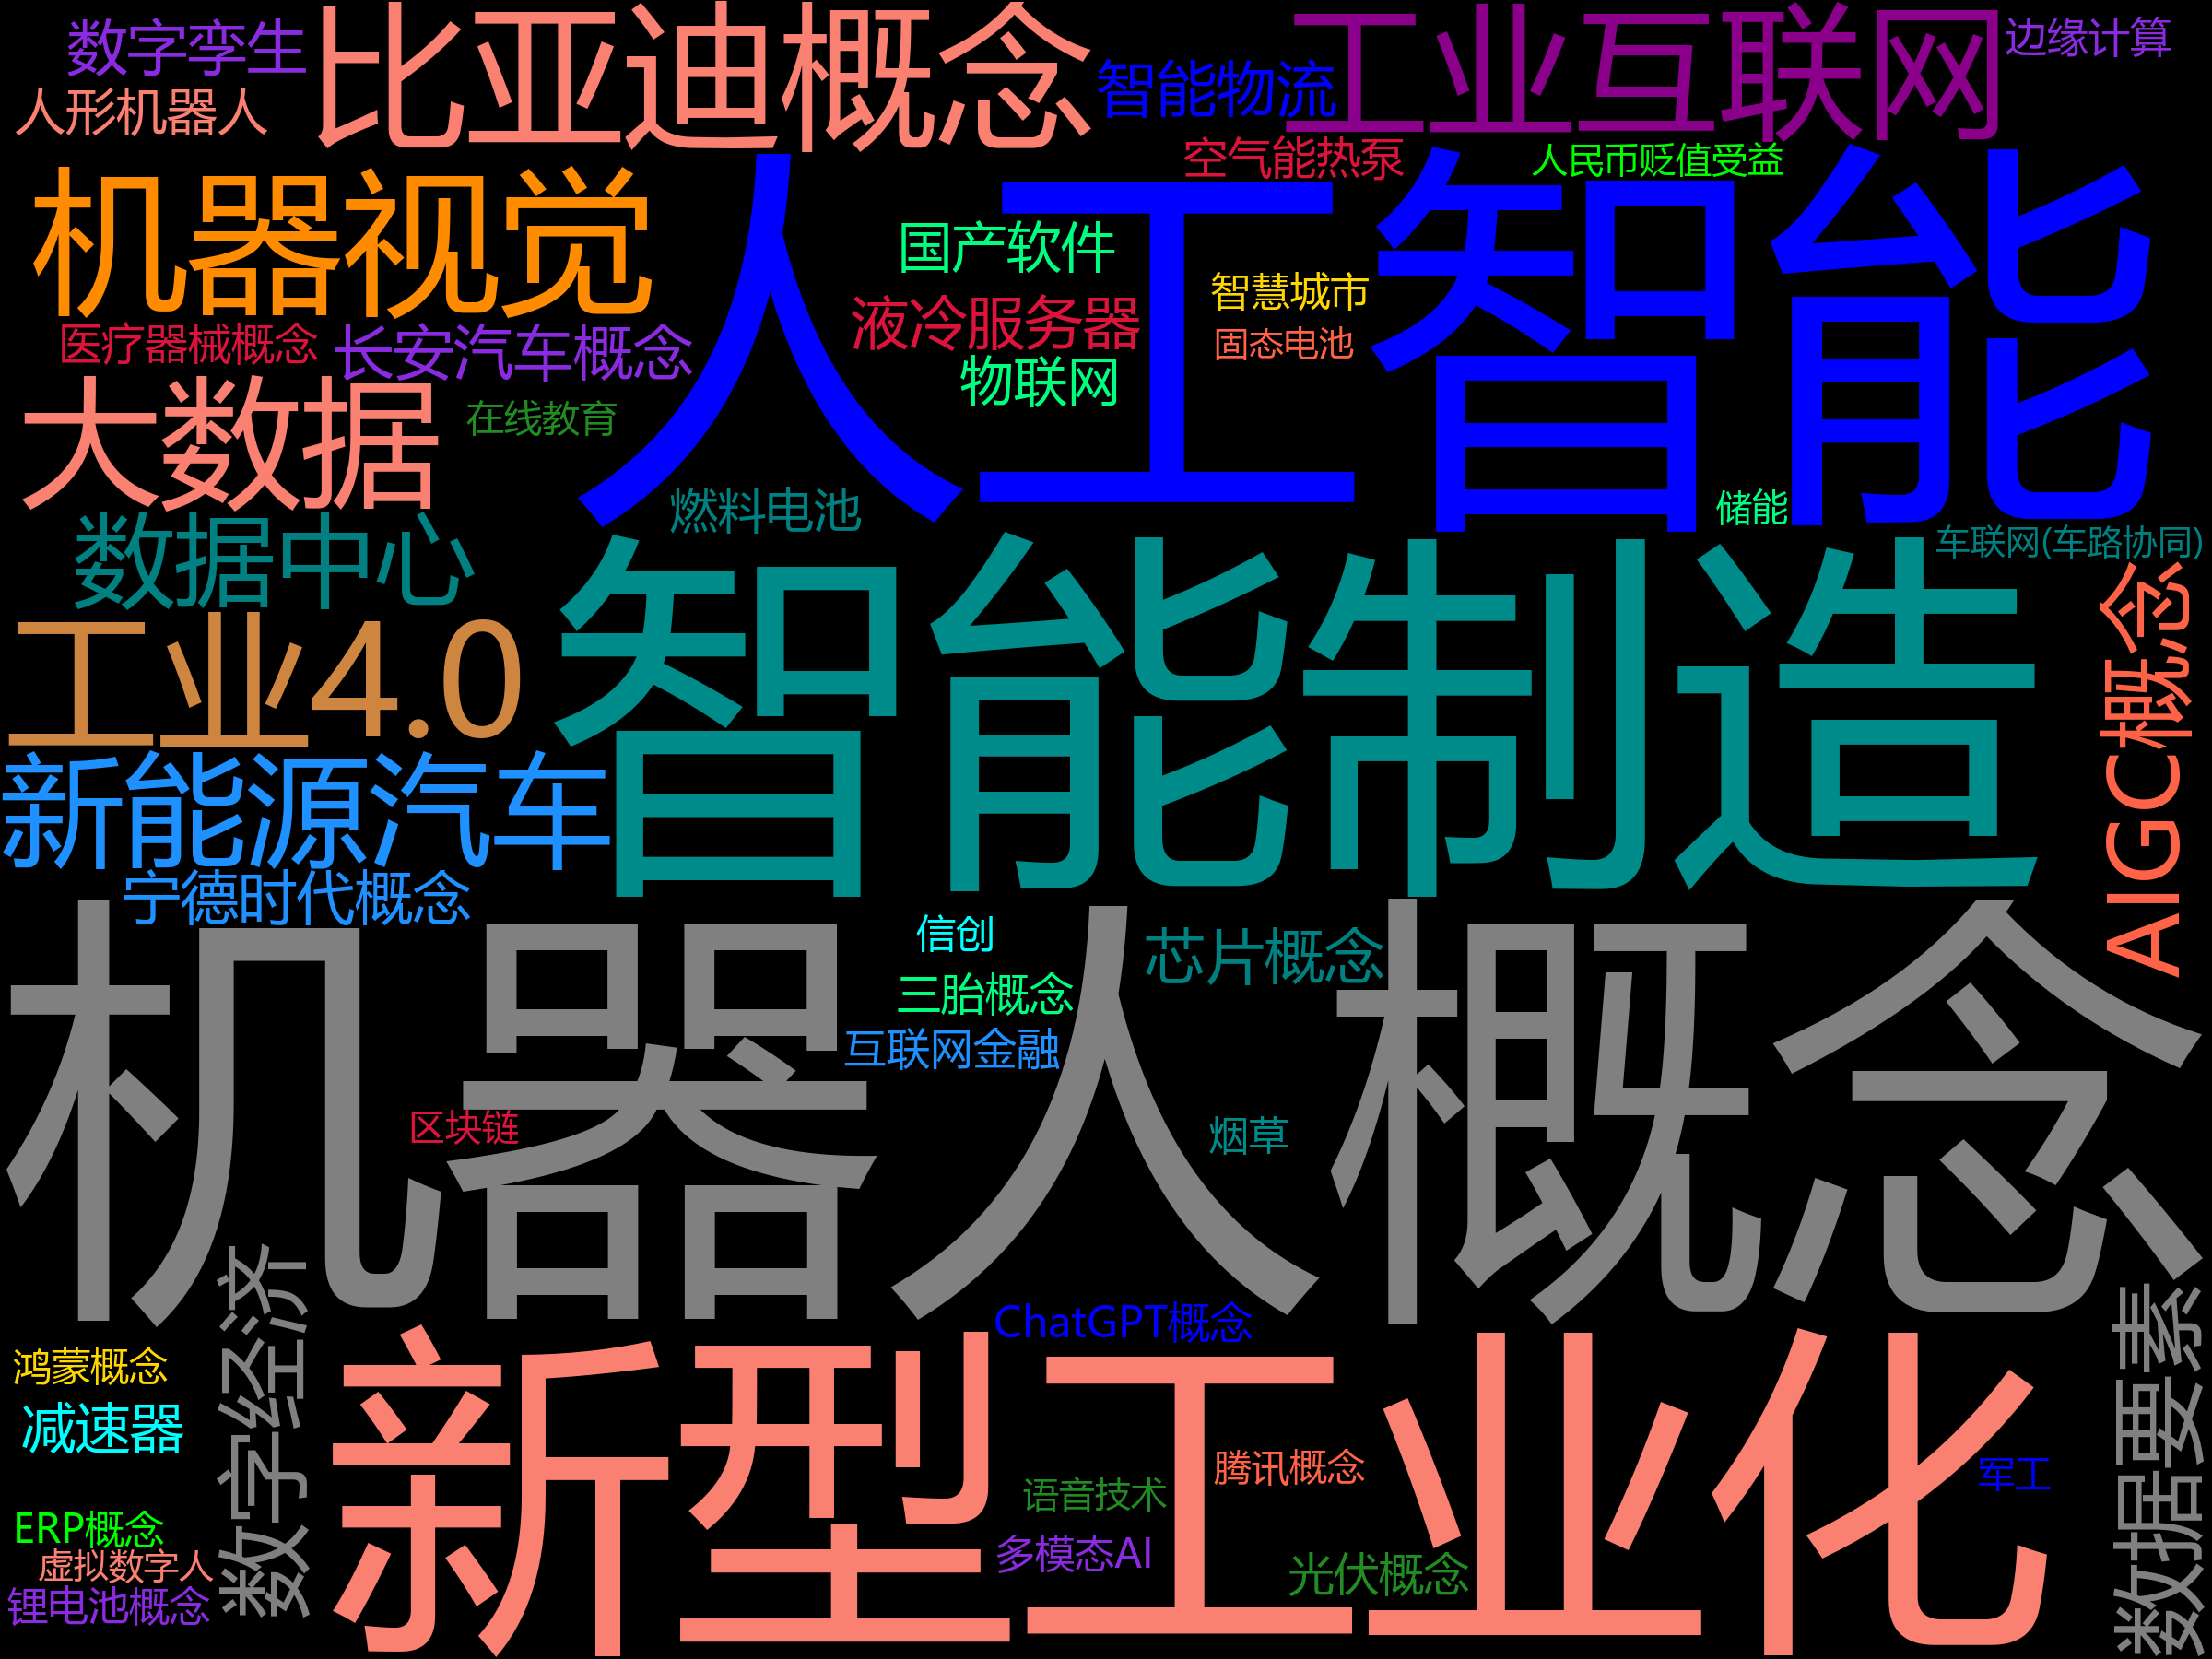 数字孪生
比亚迪概念
智能物流
工业互联网
边缘计算
人形机器人
空气能热泵
人民币贬值受益
机器视觉
人工智能
国产软件
智慧城市
液冷服务器
固态电池
医疗器械概念
长安汽车概念
物联网
大数据
在线教育
燃料电池
储能
数据中心
车联网(车路协同)
智能制造
AIGC概念
工业4.0
新能源汽车
宁德时代概念
机器人概念
信创
芯片概念
三胎概念
互联网金融
区块链
烟草
数字经济
ChatGPT概念
数据要素
鸿蒙概念
新型工业化
减速器
腾讯概念
军工
语音技术
ERP概念
多模态AI
虚拟数字人
光伏概念
锂电池概念